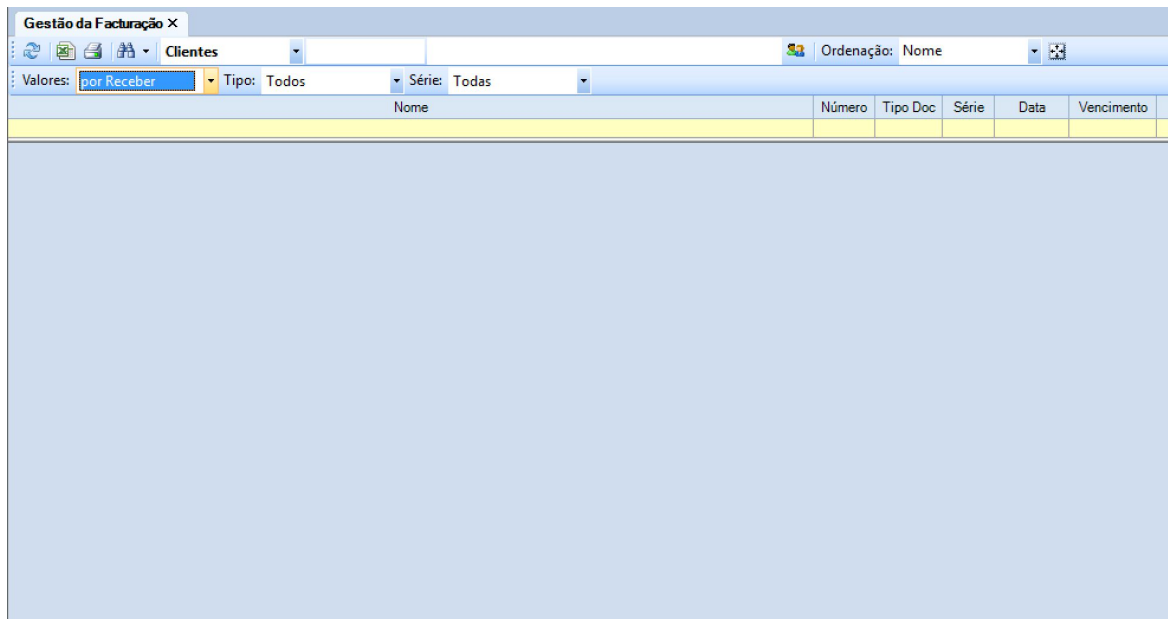 Gestão da Facturação
Clientes Ordenação: Nome
Valores: por Receber Tipo: Todos Série: Todas
Nome Número Tipo Doc Série Data Vencimento